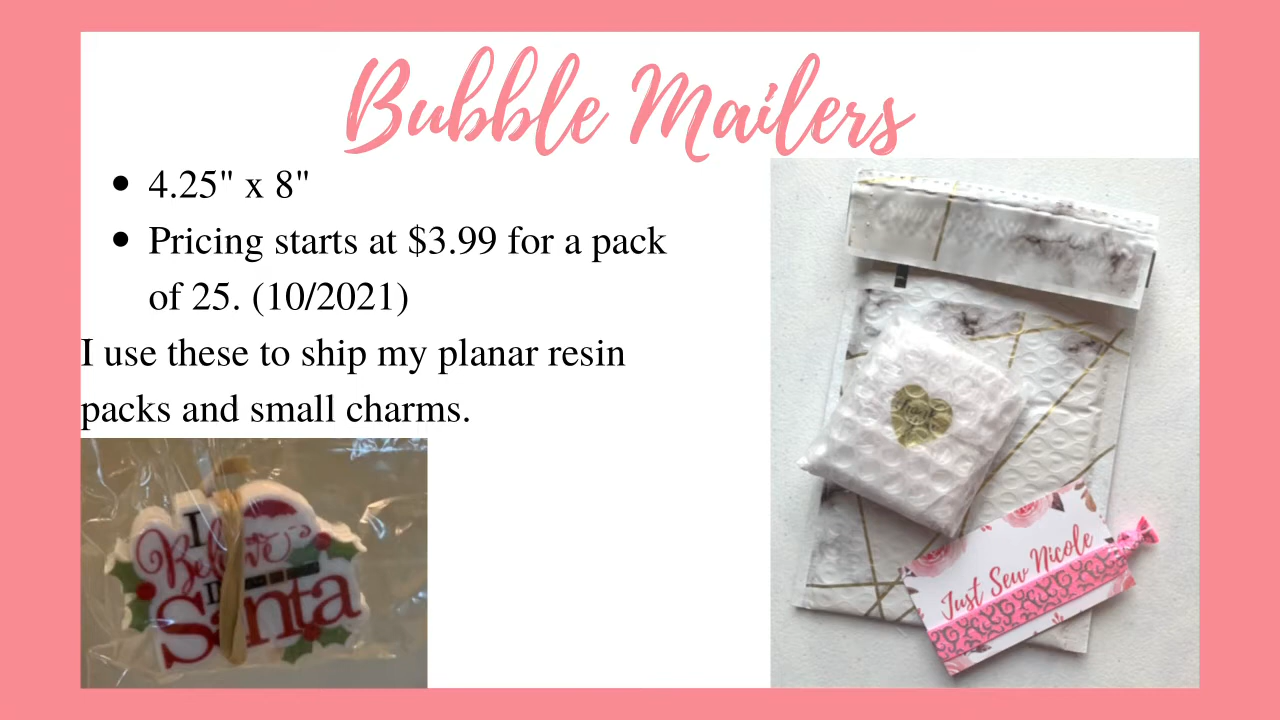 Bubble Mailers
4.25" x 8"
Pricing starts at $3.99 for a pack
of 25. (10/2021)
I use these to ship my planar resin
packs and small charms.
I
Believe
Santa
Just Sew Nicole